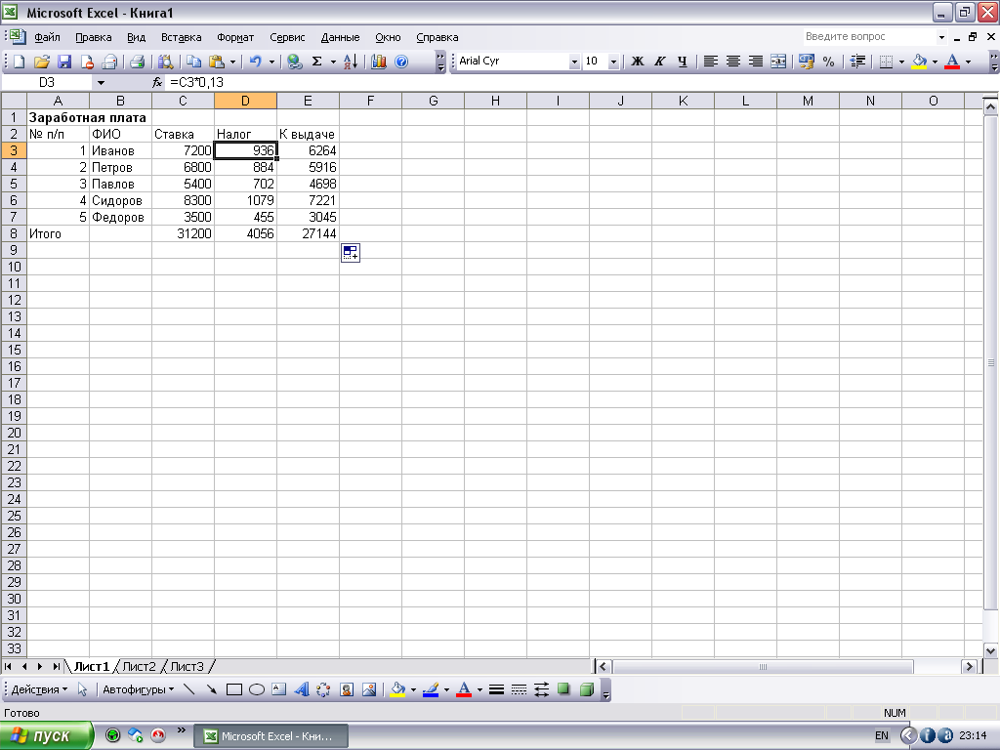 Microsoft Excel - Книга1
Файл Правка Вид Вставка Формат Сервис Данные Окно Справка Введите вопрос
Arial Cyr 10 Ж К Ч %
D3 fx =C3*0,13
A B C D E F G H I J K L M N O
1 Заработная плата
2 № п/п ФИО Ставка Налог К выдаче
3 1 Иванов 7200 936 6264
4 2 Петров 6800 884 5916
5 3 Павлов 5400 702 4698
6 4 Сидоров 8300 1079 7221
7 5 Федоров 3500 455 3045
8 Итого 31200 4056 27144
9
10
11
12
13
14
15
16
17
18
19
20
21
22
23
24
25
26
27
28
29
30
31
32
33
Лист1 Лист2 Лист3
Действия Автофигуры
Готово NUM
пуск Microsoft Excel - Кни... EN 23:14